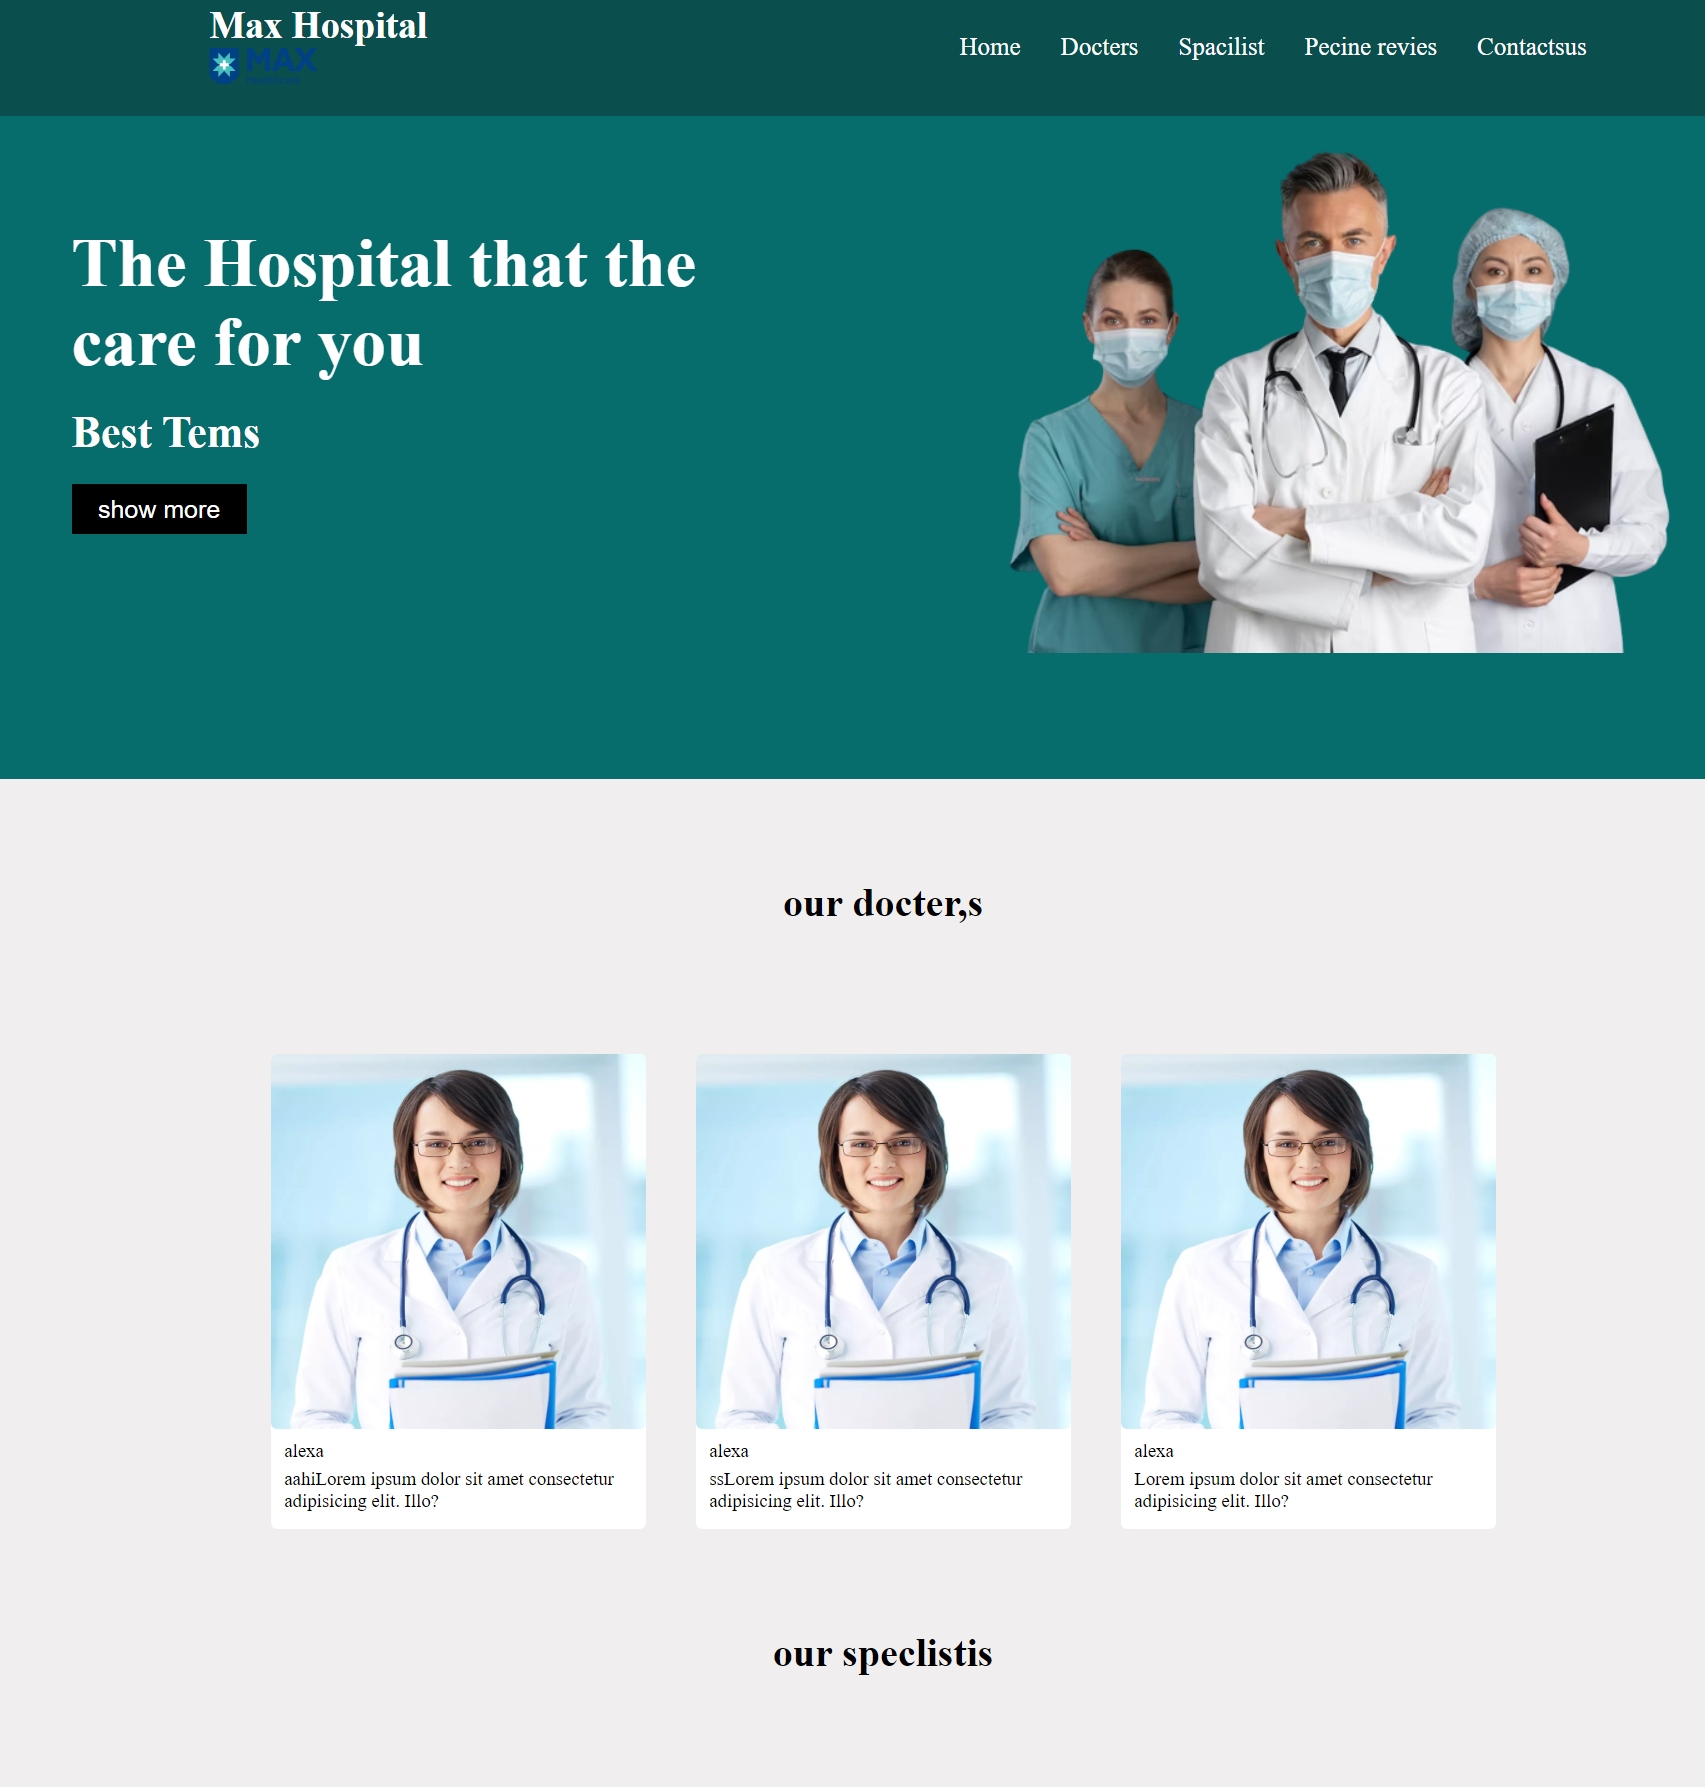 Max Hospital
MAX
Home Docters Spacilist Pecine revies Contactsus
The Hospital that the
care for you
Best Tems
show more
our docter,s
alexa
aahiLorem ipsum dolor sit amet consectetur
adipisicing elit. Illo?
alexa
ssLorem ipsum dolor sit amet consectetur
adipisicing elit. Illo?
alexa
Lorem ipsum dolor sit amet consectetur
adipisicing elit. Illo?
our speclistis